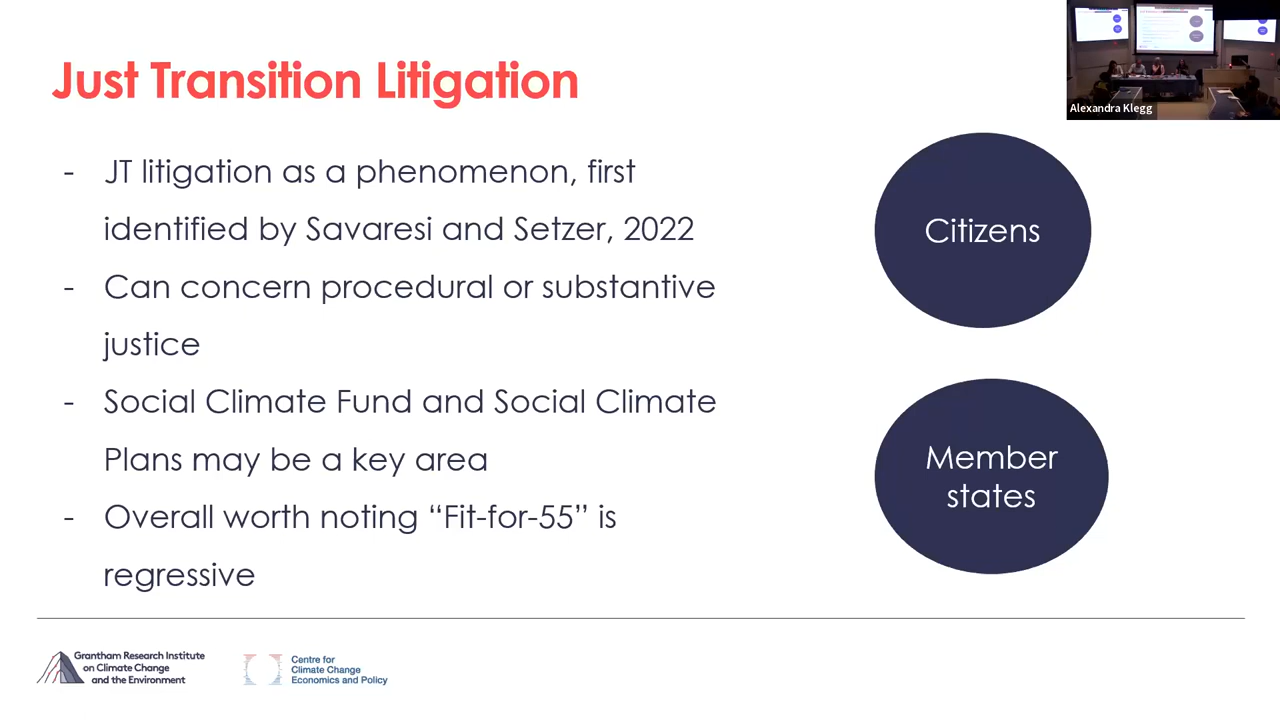 Just Transition Litigation
Alexandra Klegg
- JT litigation as a phenomenon, first
identified by Savaresi and Setzer, 2022
- Can concern procedural or substantive
justice
- Social Climate Fund and Social Climate
Plans may be a key area
- Overall worth noting “Fit-for-55” is
regressive
Citizens
Member
states
Grantham Research Institute
on Climate Change
and the Environment
Centre for
Climate Change
Economics and Policy